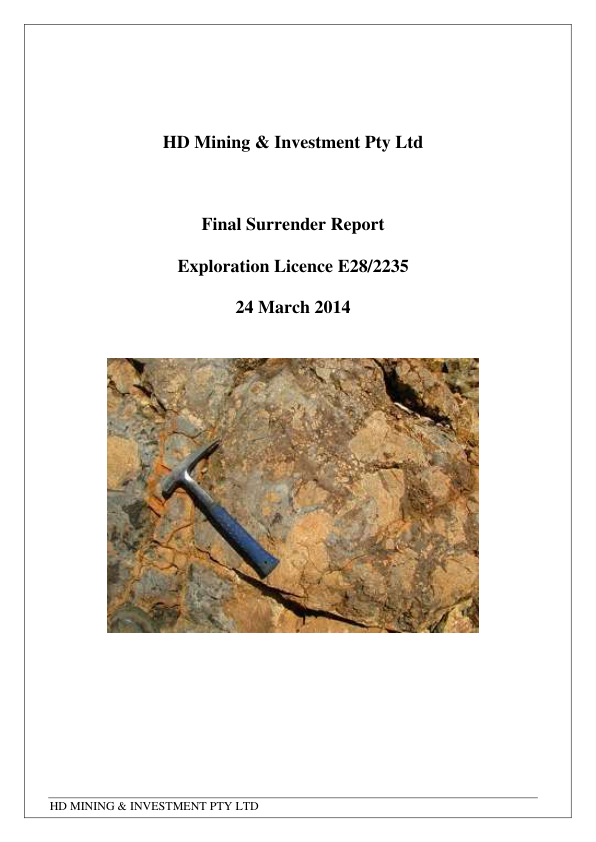 HD Mining & Investment Pty Ltd
Final Surrender Report
Exploration Licence E28/2235
24 March 2014
HD MINING & INVESTMENT PTY LTD